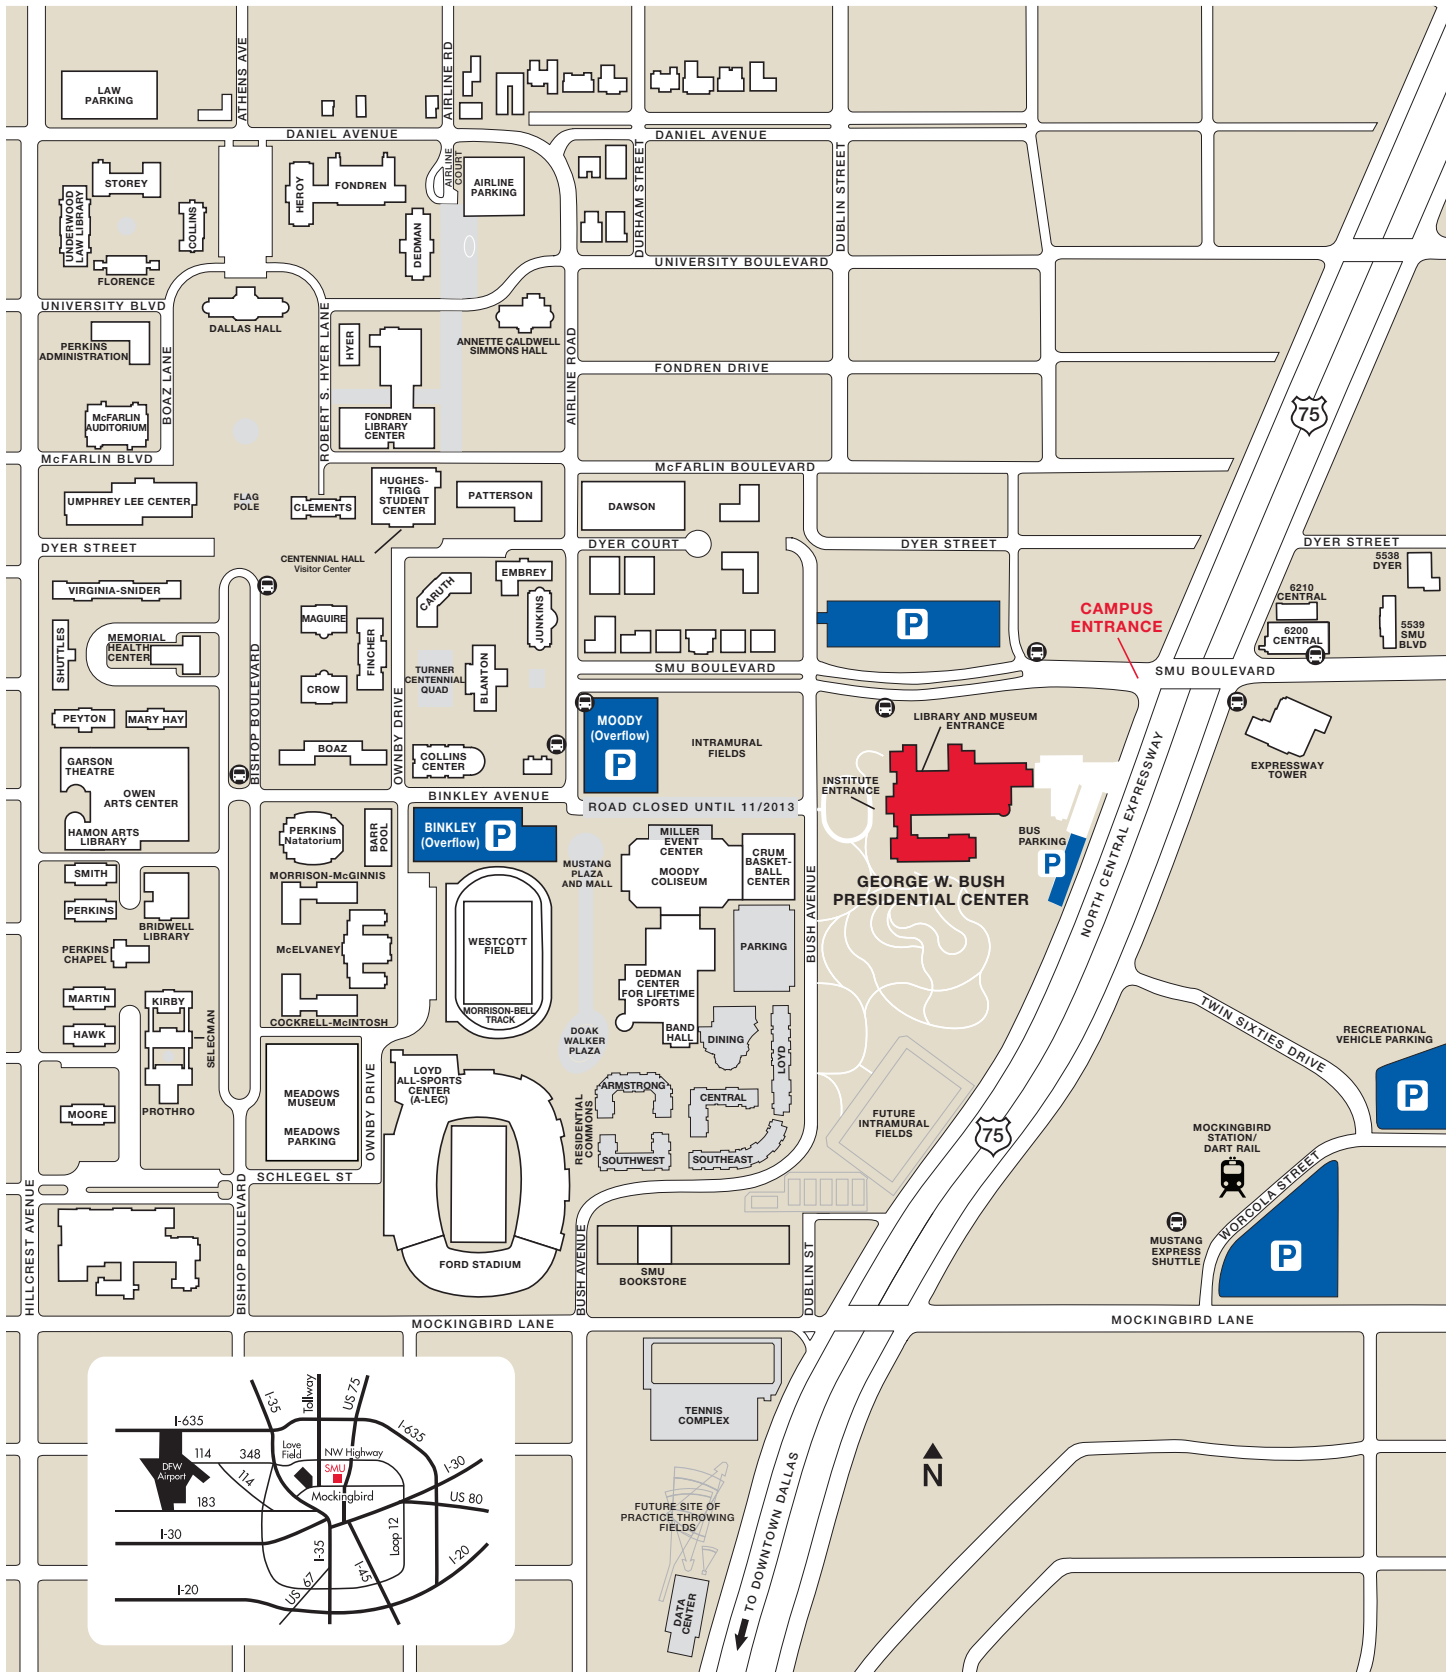 LAW
PARKING
ATHENS AVE
AIRLINE RD
DANIEL AVENUE
DANIEL AVENUE
STOREY
UNDERWOOD
LAW LIBRARY
COLLINS
FLORENCE
HEROY
FONDREN
AIRLINE
COURT
AIRLINE
PARKING
DEDMAN
DURHAM STREET
DUBLIN STREET
UNIVERSITY BOULEVARD
UNIVERSITY BLVD
DALLAS HALL
PERKINS
ADMINISTRATION
BOAZ LANE
ROBERT S. HYER LANE
HYER
ANNETTE CALDWELL
SIMMONS HALL
AIRLINE ROAD
FONDREN DRIVE
McFARLIN
AUDITORIUM
FONDREN
LIBRARY
CENTER
75
McFARLIN BLVD
McFARLIN BOULEVARD
UMPHREY LEE CENTER
FLAG
POLE
CLEMENTS
HUGHES-
TRIGG
STUDENT
CENTER
PATTERSON
DAWSON
DYER STREET
CENTENNIAL HALL
Visitor Center
DYER COURT
DYER STREET
DYER STREET
5538
DYER
VIRGINIA-SNIDER
CARUTH
EMBREY
JUNKINS
6210
CENTRAL
6200
CENTRAL
5539
SMU
BLVD
CAMPUS
ENTRANCE
P
SHUTTLES
MEMORIAL
HEALTH
CENTER
MAGUIRE
FINCHER
CROW
BISHOP BOULEVARD
OWNBY DRIVE
TURNER
CENTENNIAL
QUAD
BLANTON
SMU BOULEVARD
SMU BOULEVARD
PEYTON
MARY HAY
BOAZ
COLLINS
CENTER
MOODY
(Overflow)
P
INTRAMURAL
FIELDS
LIBRARY AND MUSEUM
ENTRANCE
INSTITUTE
ENTRANCE
EXPRESSWAY
TOWER
GARSON
THEATRE
OWEN
ARTS CENTER
HAMON ARTS
LIBRARY
BINKLEY AVENUE
ROAD CLOSED UNTIL 11/2013
PERKINS
Natatorium
BARR
POOL
BINKLEY
(Overflow)
P
MILLER
EVENT
CENTER
MOODY
COLISEUM
CRUM
BASKET-
BALL
CENTER
BUS
PARKING
P
GEORGE W. BUSH
PRESIDENTIAL CENTER
NORTH CENTRAL EXPRESSWAY
MUSTANG
PLAZA
AND MALL
SMITH
PERKINS
BRIDWELL
LIBRARY
PERKINS
CHAPEL
MORRISON-McGINNIS
McELVANEY
COCKRELL-McINTOSH
WESTCOTT
FIELD
MORRISON-BELL
TRACK
PARKING
BUSH AVENUE
DEDMAN
CENTER
FOR LIFETIME
SPORTS
BAND
HALL
DOAK
WALKER
PLAZA
DINING
LOYD
MARTIN
HAWK
KIRBY
SELECMAN
PROTHRO
MOORE
MEADOWS
MUSEUM
MEADOWS
PARKING
OWNBY DRIVE
LOYD
ALL-SPORTS
CENTER
(A-LEC)
ARMSTRONG
CENTRAL
RESIDENTIAL
COMMONS
SOUTHWEST
SOUTHEAST
FUTURE
INTRAMURAL
FIELDS
75
TWIN SIXTIES DRIVE
RECREATIONAL
VEHICLE PARKING
P
MOCKINGBIRD
STATION/
DART RAIL
WORCOLA STREET
P
MUSTANG
EXPRESS
SHUTTLE
SCHLEGEL ST
HILLCREST AVENUE
BISHOP BOULEVARD
FORD STADIUM
BUSH AVENUE
SMU
BOOKSTORE
DUBLIN ST
MOCKINGBIRD LANE
MOCKINGBIRD LANE
TENNIS
COMPLEX
FUTURE SITE OF
PRACTICE THROWING
FIELDS
DATA
CENTER
TO DOWNTOWN DALLAS
N
I-35
Tollway
US 75
I-635
I-635
114
348
Love
Field
NW Highway
DFW
Airport
114
SMU
I-30
183
Mockingbird
US 80
I-30
I-35
Loop 12
I-20
US 67
I-45
I-20